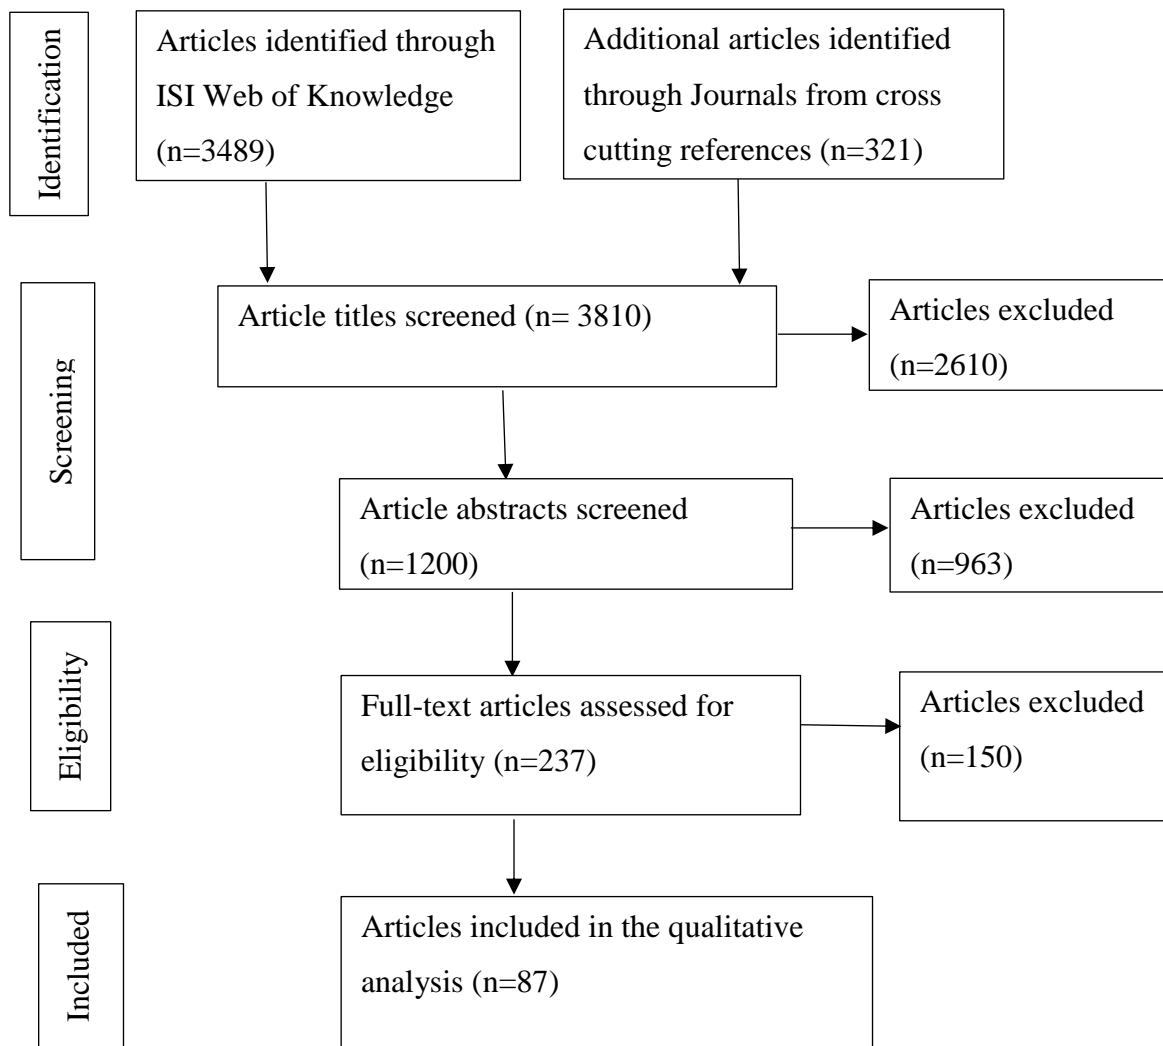 Identification
Articles identified through
ISI Web of Knowledge
(n=3489)
Additional articles identified
through Journals from cross
cutting references (n=321)
Screening
Article titles screened (n= 3810)
Articles excluded
(n=2610)
Article abstracts screened
(n=1200)
Articles excluded
(n=963)
Eligibility
Full-text articles assessed for
eligibility (n=237)
Articles excluded
(n=150)
Included
Articles included in the qualitative
analysis (n=87)